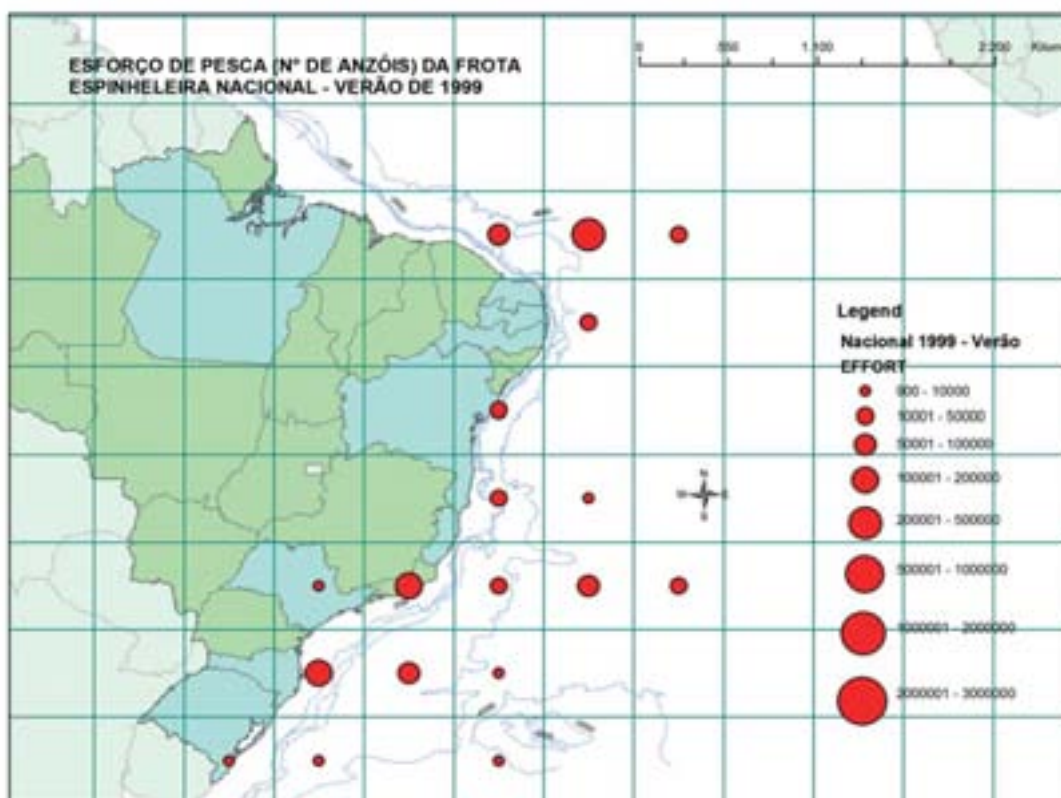 ESFORÇO DE PESCA (N° DE ANZÓIS) DA FROTA
ESPINHELEIRA NACIONAL - VERÃO DE 1999
0 550 1.100 2.200
Legend
Nacional 1999 - Verão
EFFORT
900 - 10000
10001 - 50000
50001 - 100000
100001 - 200000
200001 - 500000
500001 - 1000000
1000001 - 2000000
2000001 - 3000000
N
W E
S